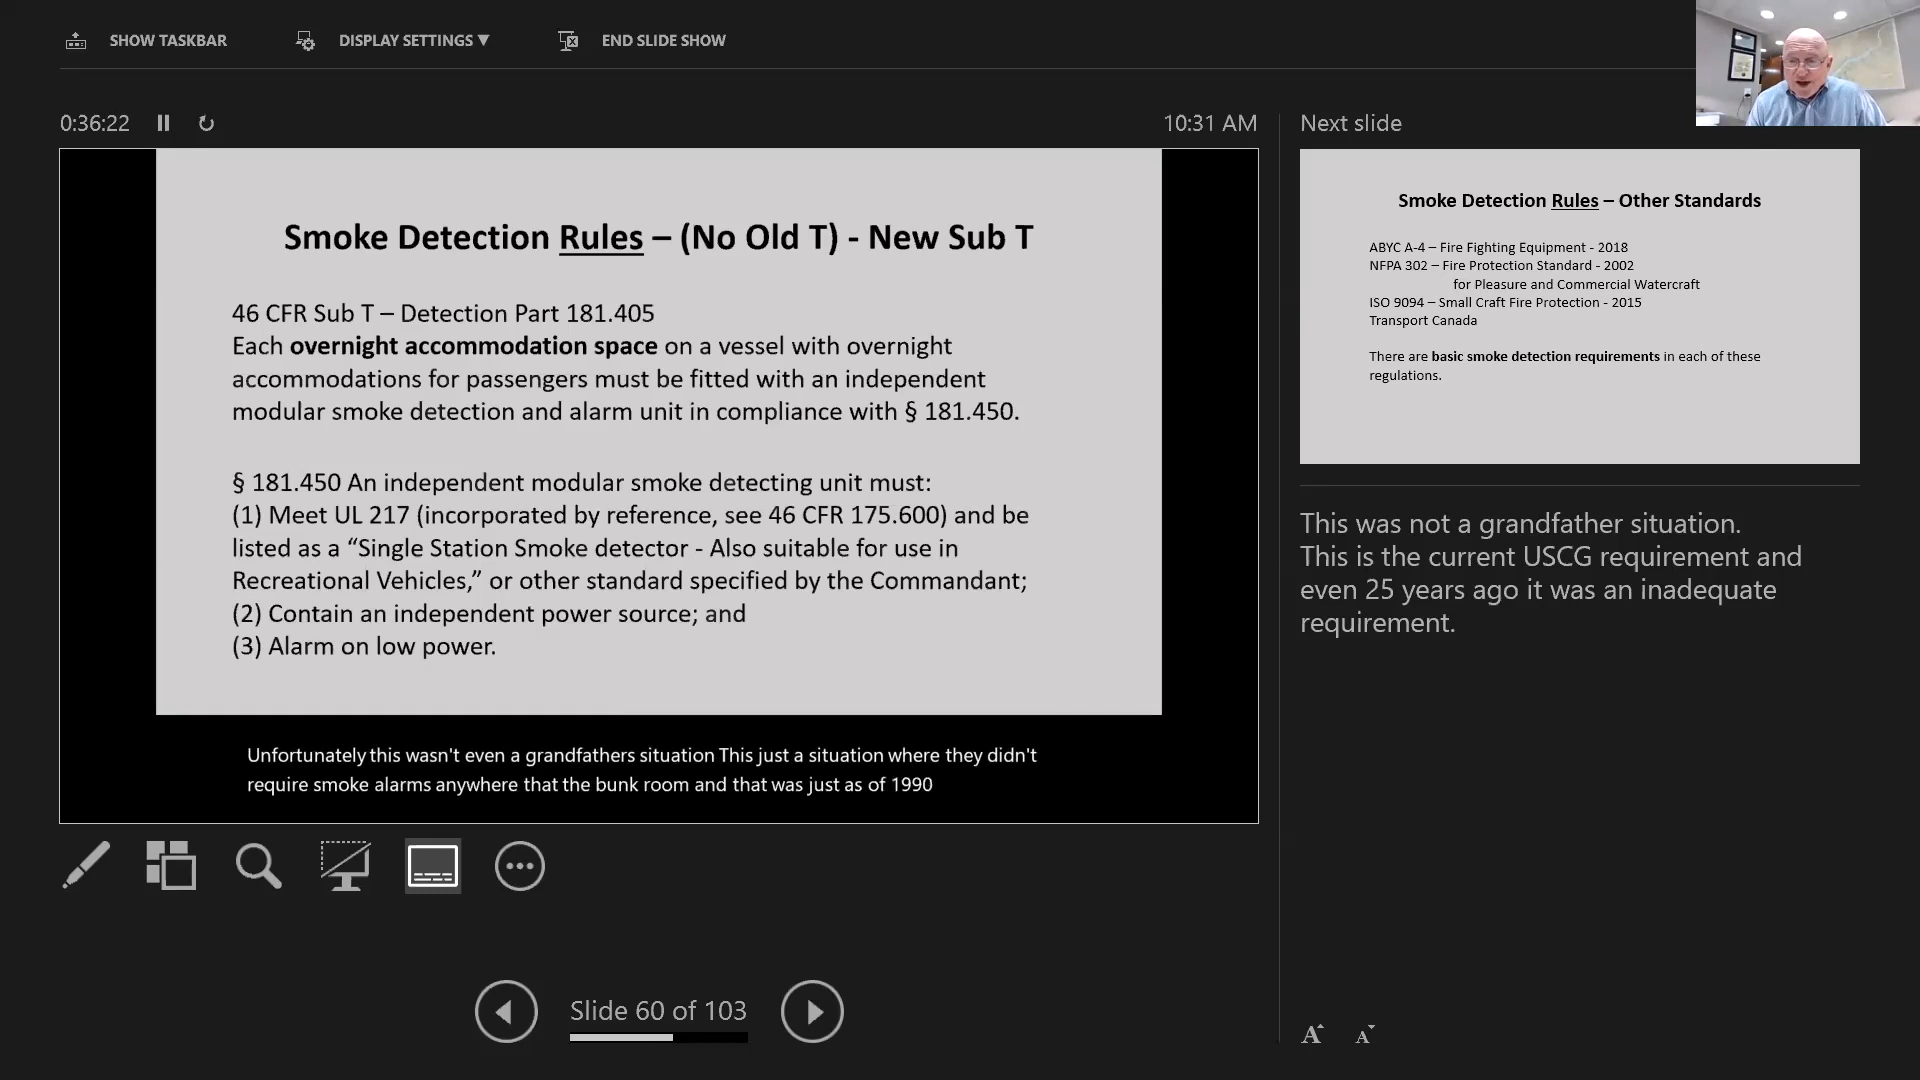 SHOW TASKBAR
DISPLAY SETTINGS ▼
END SLIDE SHOW
0:36:22
10:31 AM
Smoke Detection Rules – (No Old T) - New Sub T
46 CFR Sub T – Detection Part 181.405
Each overnight accommodation space on a vessel with overnight
accommodations for passengers must be fitted with an independent
modular smoke detection and alarm unit in compliance with § 181.450.
§ 181.450 An independent modular smoke detecting unit must:
(1) Meet UL 217 (incorporated by reference, see 46 CFR 175.600) and be
listed as a “Single Station Smoke detector - Also suitable for use in
Recreational Vehicles,” or other standard specified by the Commandant;
(2) Contain an independent power source; and
(3) Alarm on low power.
Unfortunately this wasn't even a grandfathers situation This just a situation where they didn't
require smoke alarms anywhere that the bunk room and that was just as of 1990
Slide 60 of 103
Next slide
Smoke Detection Rules – Other Standards
ABYC A-4 – Fire Fighting Equipment - 2018
NFPA 302 – Fire Protection Standard - 2002
for Pleasure and Commercial Watercraft
ISO 9094 – Small Craft Fire Protection - 2015
Transport Canada
There are basic smoke detection requirements in each of these
regulations.
This was not a grandfather situation.
This is the current USCG requirement and
even 25 years ago it was an inadequate
requirement.
A A